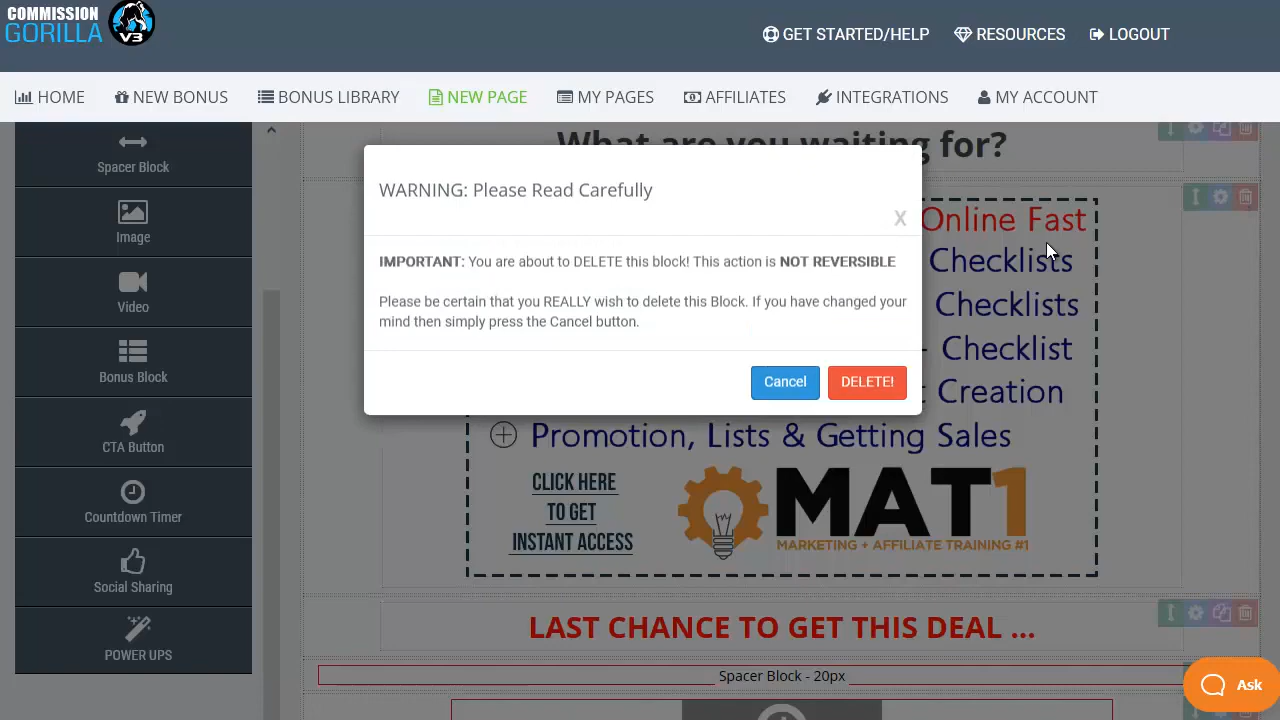 COMMISSION
GORILLA
V3
GET STARTED/HELP
RESOURCES
LOGOUT
HOME
NEW BONUS
BONUS LIBRARY
NEW PAGE
MY PAGES
AFFILIATES
INTEGRATIONS
MY ACCOUNT
Spacer Block
Image
Video
Bonus Block
CTA Button
Countdown Timer
Social Sharing
POWER UPS
What are you waiting for?
WARNING: Please Read Carefully
X
IMPORTANT: You are about to DELETE this block! This action is NOT REVERSIBLE
Please be certain that you REALLY wish to delete this Block. If you have changed your
mind then simply press the Cancel button.
Cancel
DELETE!
Online Fast
Checklists
Checklists
Checklist
Creation
Promotion, Lists & Getting Sales
CLICK HERE
TO GET
INSTANT ACCESS
MAT1
MARKETING + AFFILIATE TRAINING #1
LAST CHANCE TO GET THIS DEAL ...
Spacer Block - 20px
Ask